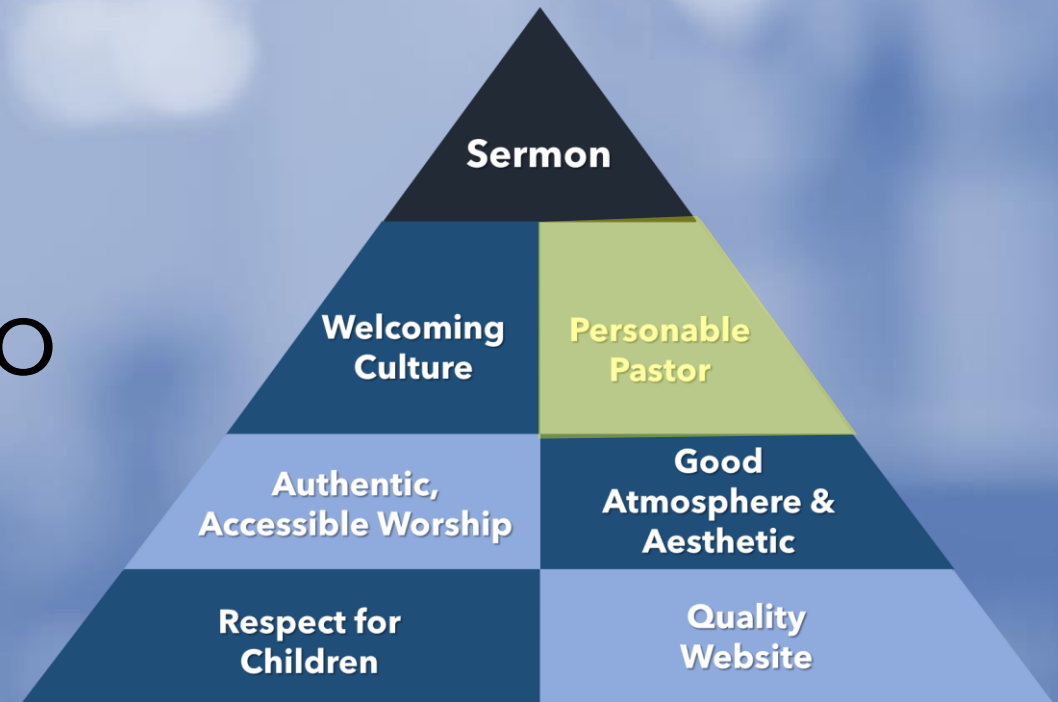 Sermon
Welcoming
Culture
Personable
Pastor
Authentic,
Accessible Worship
Good
Atmosphere &
Aesthetic
Respect for
Children
Quality
Website
o